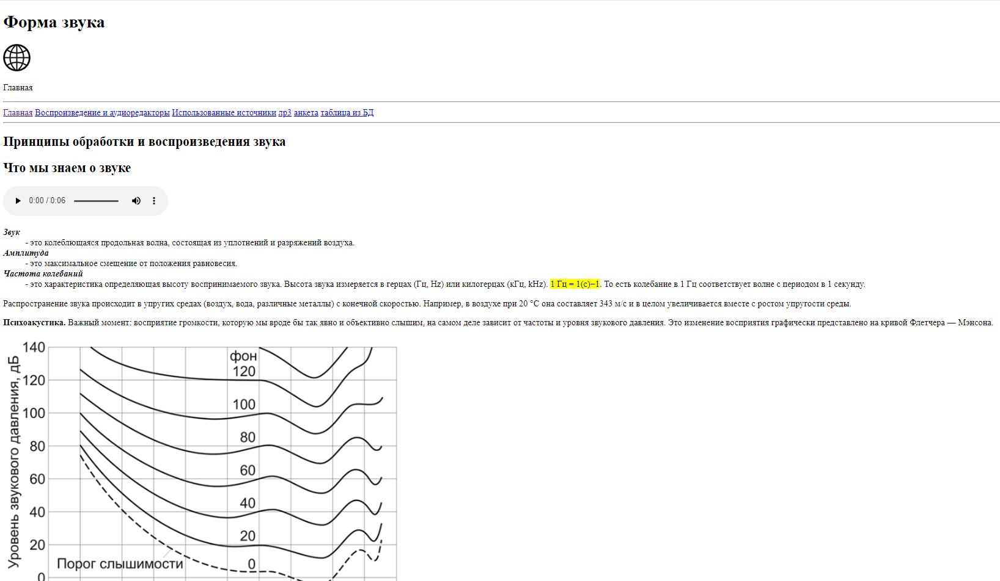 Форма звука
Главная
Главная Воспроизведение и аудиоредакторы Использованные источники лр3 анкета таблица из БД
Принципы обработки и воспроизведения звука
Что мы знаем о звуке
0:00 / 0:06
Звук
- это колеблющаяся продольная волна, состоящая из уплотнений и разряжений воздуха.
Амплитуда
- это максимальное смещение от положения равновесия.
Частота колебаний
- это характеристика определяющая высоту воспринимаемого звука. Высота звука измеряется в герцах (Гц, Hz) или килогерцах (кГц, kHz). 1 Гц = 1(с)−1. То есть колебание в 1 Гц соответствует волне с периодом в 1 секунду.
Распространение звука происходит в упругих средах (воздух, вода, различные металлы) с конечной скоростью. Например, в воздухе при 20 °C она составляет 343 м/с и в целом увеличивается вместе с ростом упругости среды.
Психоакустика. Важный момент: восприятие громкости, которую мы вроде бы так явно и объективно слышим, на самом деле зависит от частоты и уровня звукового давления. Это изменение восприятия графически представлено на кривой Флетчера — Мэнсона.
Уровень звукового давления, дБ
140
фон
120
120
100
100
80
80
60
60
40
40
20
20
Порог слышимости
0
0